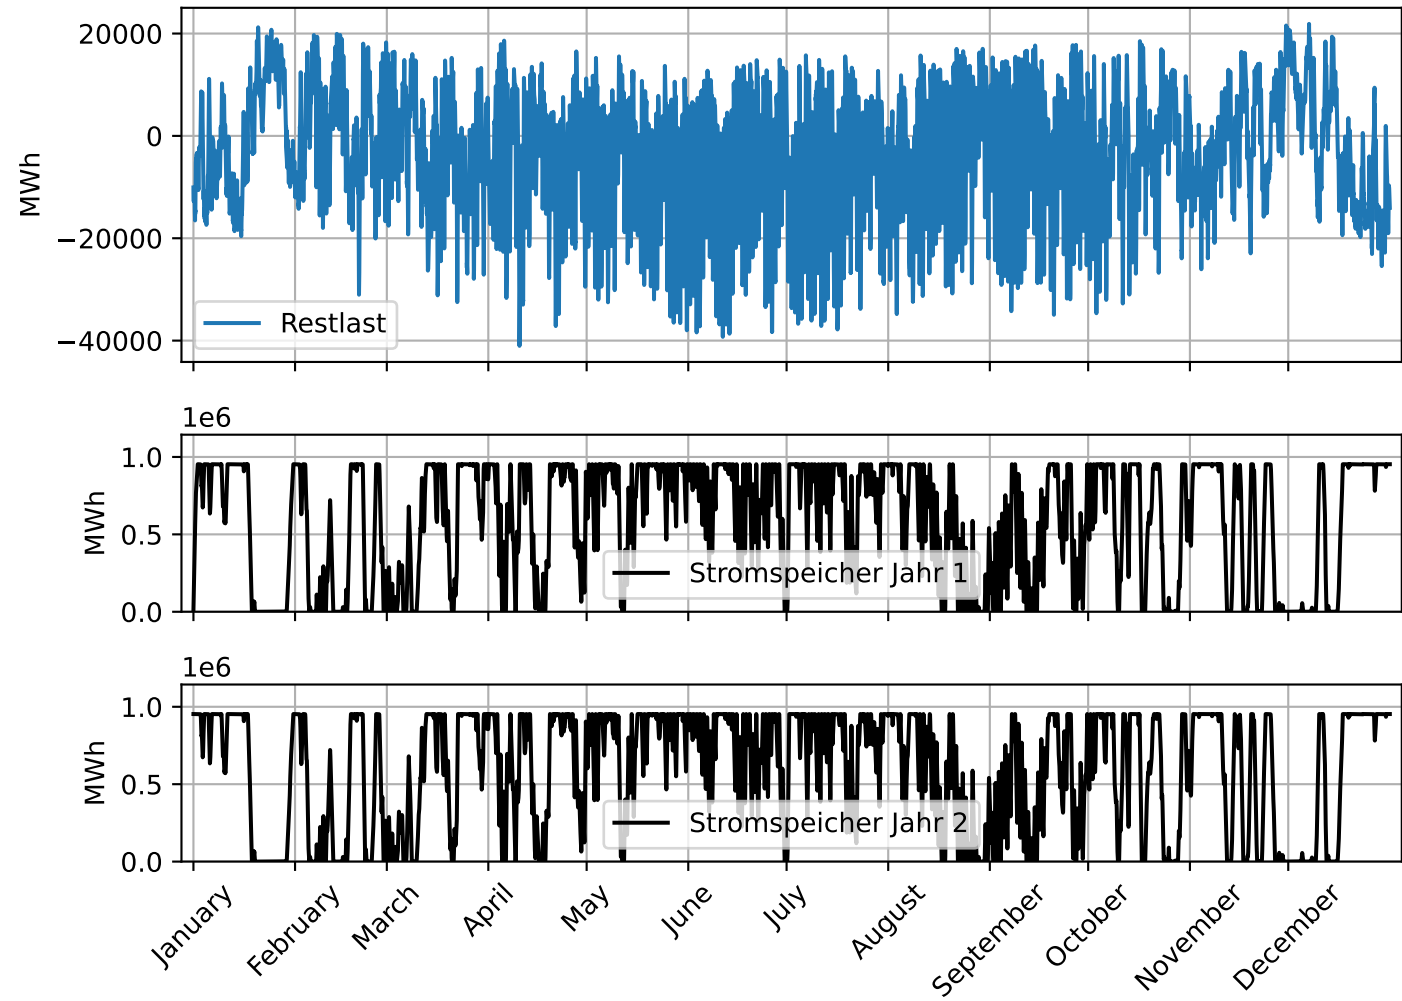 20000
0
−20000
−40000
MWh
Restlast
1e6
1.0
0.5
0.0
MWh
Stromspeicher Jahr 1
1e6
1.0
0.5
0.0
MWh
Stromspeicher Jahr 2
January
February
March
April
May
June
July
August
September
October
November
December